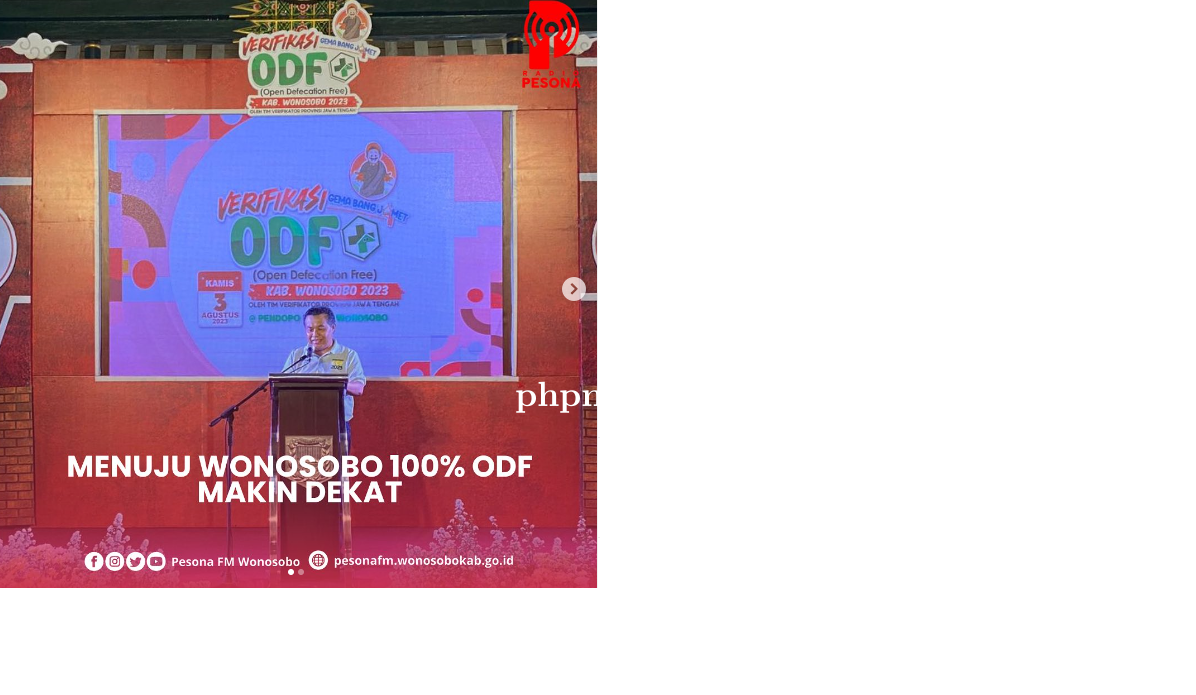 VERIFIKASI
GEMA BANG JAMET
ODF
(Open Defecation Free)
KAB. WONOSOBO 2023
OLEH TIM VERIFIKATOR PROVINSI JAWA TENGAH
RADIO
PESONA
VERIFIKASI
GEMA BANG JAMET
ODF
(Open Defecation Free)
KAMIS
3
AGUSTUS
2023
KAB. WONOSOBO 2023
OLEH TIM VERIFIKATOR PROVINSI JAWA TENGAH
@ PENDOPO WONOSOBO
phpn
MENUJU WONOSOBO 100% ODF
MAKIN DEKAT
Pesona FM Wonosobo
pesonafm.wonosobokab.go.id